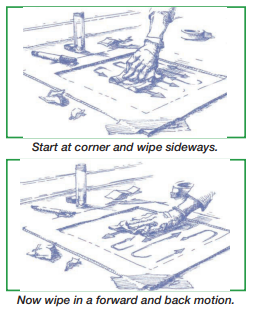 Start at corner and wipe sideways.
Now wipe in a forward and back motion.